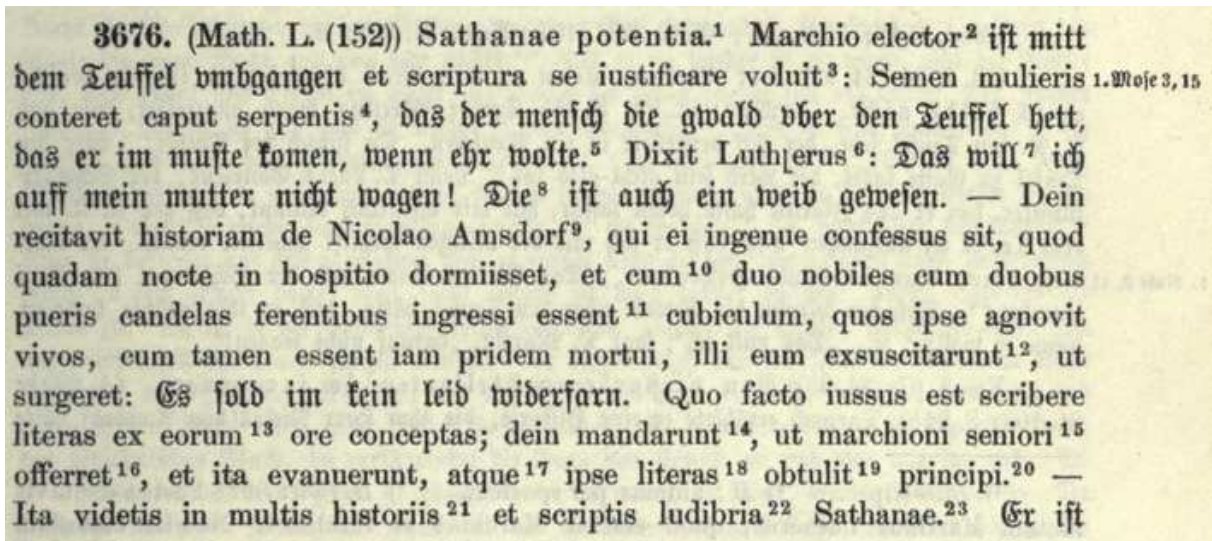 3676. (Math. L. (152)) Sathanae potentia.¹ Marchio elector² ist mitt
dem Teuffel vmbgangen et scriptura se iustificare voluit³: Semen mulieris 1. Mose 3, 15
conteret caput serpentis⁴, das der mensch die gwald vber den Teuffel hett,
das er im muste komen, wenn ehr wolte.⁵ Dixit Luth[erus⁶: Das will⁷ ich
auff mein mutter nicht wagen! Die⁸ ist auch ein weib gewesen. — Dein
recitavit historiam de Nicolao Amsdorf⁹, qui ei ingenue confessus sit, quod
quadam nocte in hospitio dormiisset, et cum¹⁰ duo nobiles cum duobus
pueris candelas ferentibus ingressi essent¹¹ cubiculum, quos ipse agnovit
vivos, cum tamen essent iam pridem mortui, illi eum exsuscitarunt¹², ut
surgeret: Es sold im kein leid widerfarn. Quo facto iussus est scribere
literas ex eorum¹³ ore conceptas; dein mandarunt¹⁴, ut marchioni seniori¹⁵
offerret¹⁶, et ita evanuerunt, atque¹⁷ ipse literas¹⁸ obtulit¹⁹ principi.²⁰ —
Ita videtis in multis historiis²¹ et scriptis ludibria²² Sathanae.²³ Er ist